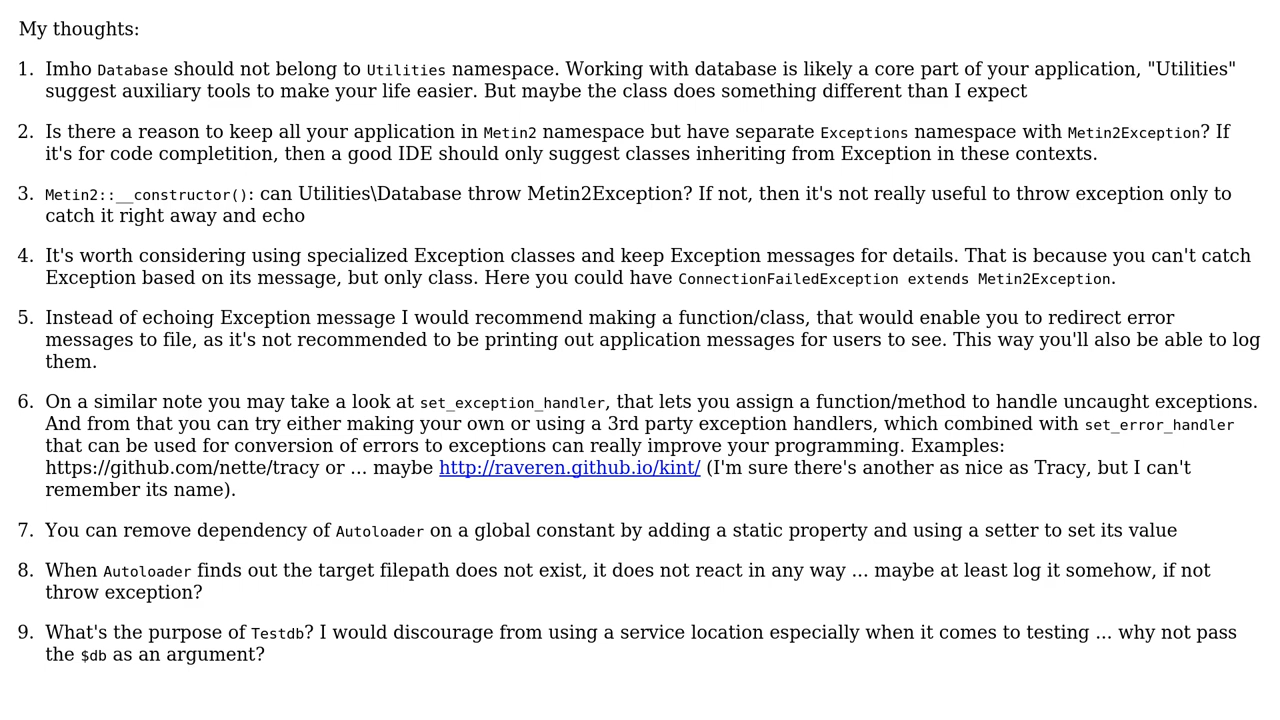 My thoughts:
1. Imho Database should not belong to Utilities namespace. Working with database is likely a core part of your application, "Utilities"
suggest auxiliary tools to make your life easier. But maybe the class does something different than I expect
2. Is there a reason to keep all your application in Metin2 namespace but have separate Exceptions namespace with Metin2Exception? If
it's for code completition, then a good IDE should only suggest classes inheriting from Exception in these contexts.
3. Metin2::__constructor(): can Utilities\Database throw Metin2Exception? If not, then it's not really useful to throw exception only to
catch it right away and echo
4. It's worth considering using specialized Exception classes and keep Exception messages for details. That is because you can't catch
Exception based on its message, but only class. Here you could have ConnectionFailedException extends Metin2Exception.
5. Instead of echoing Exception message I would recommend making a function/class, that would enable you to redirect error
messages to file, as it's not recommended to be printing out application messages for users to see. This way you'll also be able to log
them.
6. On a similar note you may take a look at set_exception_handler, that lets you assign a function/method to handle uncaught exceptions.
And from that you can try either making your own or using a 3rd party exception handlers, which combined with set_error_handler
that can be used for conversion of errors to exceptions can really improve your programming. Examples:
https://github.com/nette/tracy or ... maybe http://raveren.github.io/kint/ (I'm sure there's another as nice as Tracy, but I can't
remember its name).
7. You can remove dependency of Autoloader on a global constant by adding a static property and using a setter to set its value
8. When Autoloader finds out the target filepath does not exist, it does not react in any way ... maybe at least log it somehow, if not
throw exception?
9. What's the purpose of Testdb? I would discourage from using a service location especially when it comes to testing ... why not pass
the $db as an argument?